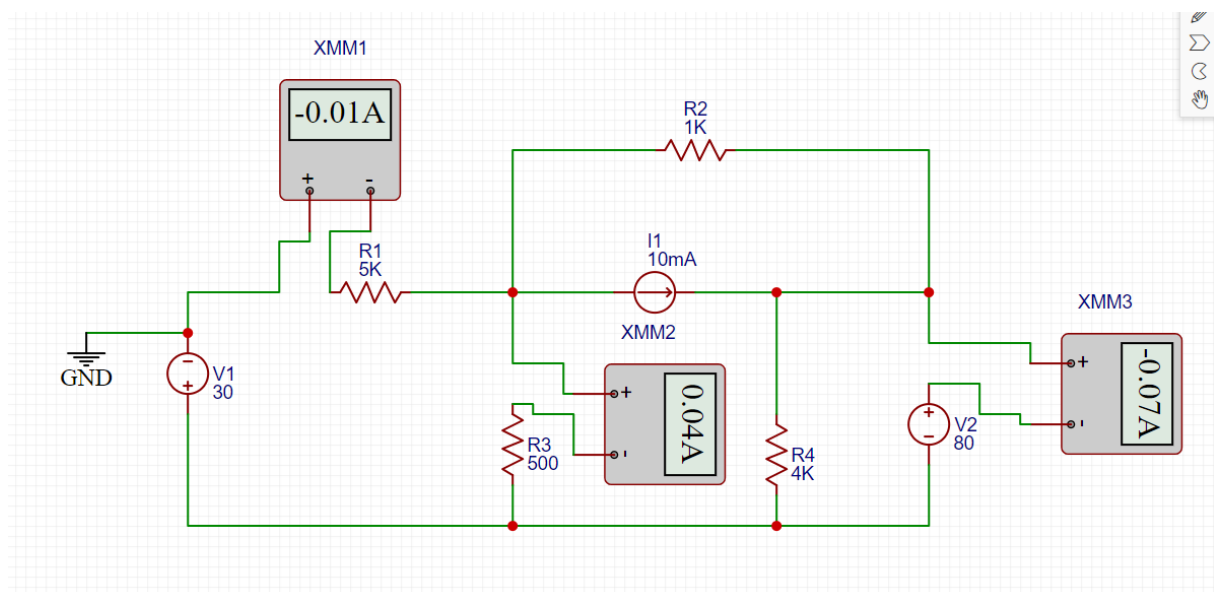 XMM1
-0.01A
+ -
R2
1K
R1
5K
I1
10mA
XMM2
+
-
0.04A
XMM3
+
-
-0.07A
GND
-
+
V1
30
R3
500
R4
4K
+
-
V2
80